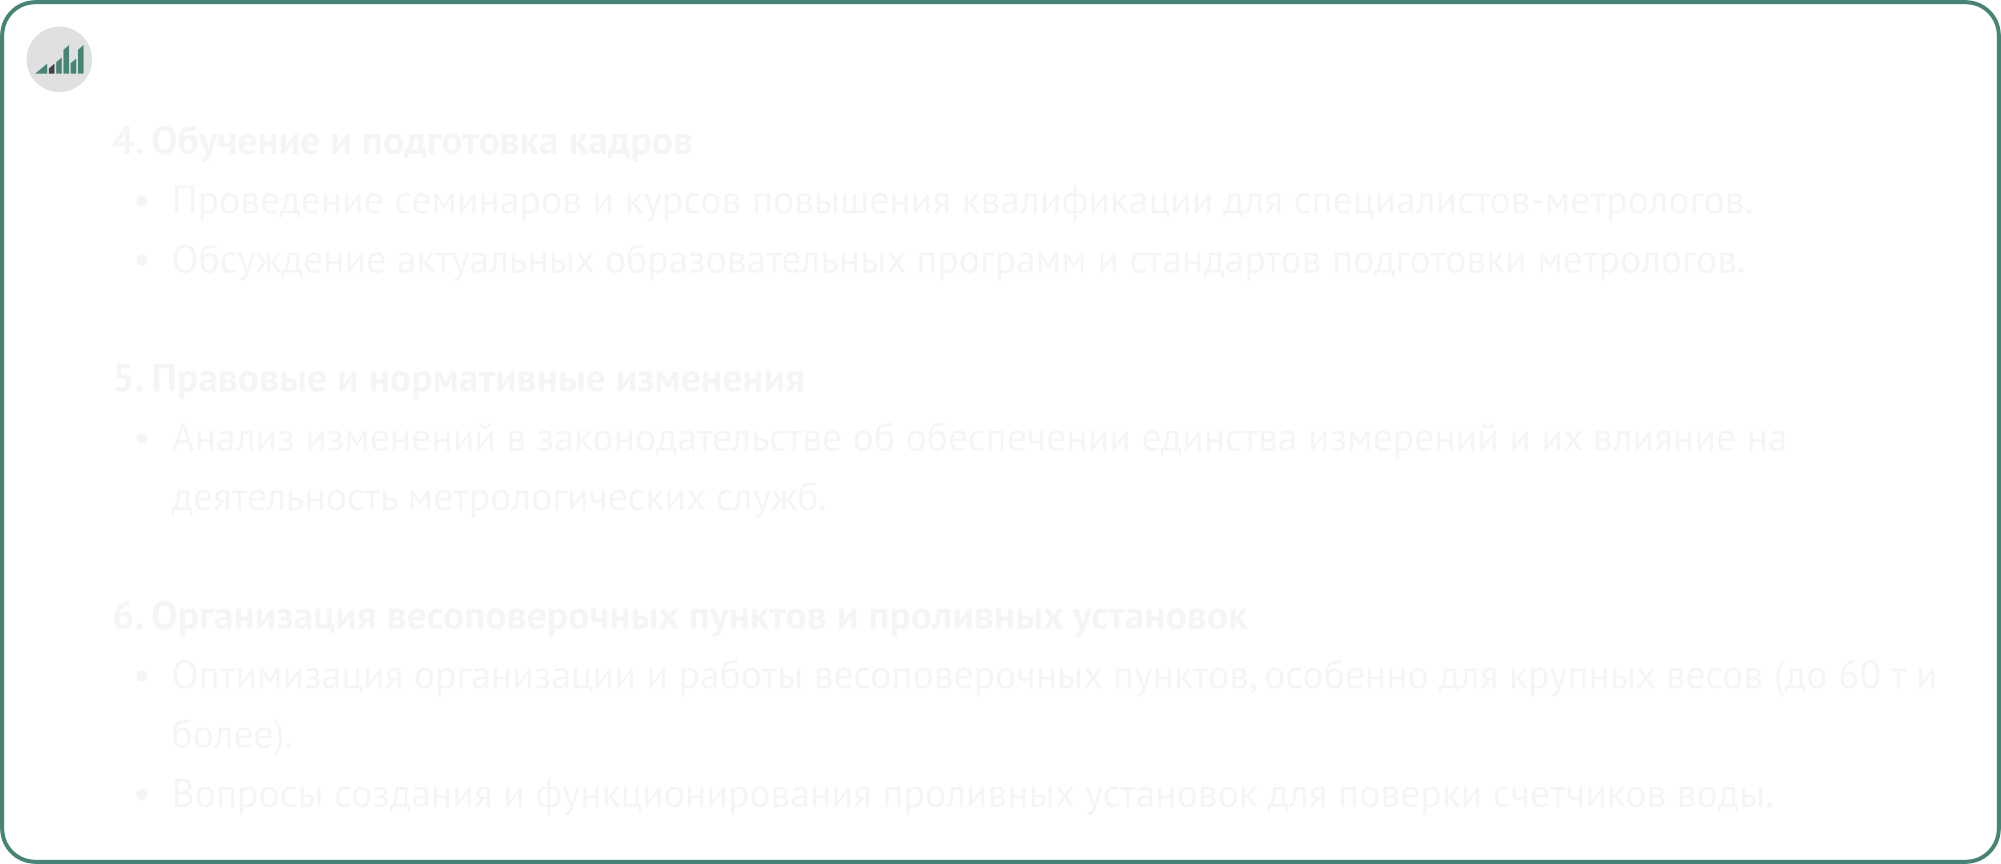 4. Обучение и подготовка кадров
• Проведение семинаров и курсов повышения квалификации для специалистов-метрологов.
• Обсуждение актуальных образовательных программ и стандартов подготовки метрологов.
5. Правовые и нормативные изменения
• Анализ изменений в законодательстве об обеспечении единства измерений и их влияние на
деятельность метрологических служб.
6. Организация весоповерочных пунктов и проливных установок
• Оптимизация организации и работы весоповерочных пунктов, особенно для крупных весов (до 60 т и
более).
• Вопросы создания и функционирования проливных установок для поверки счетчиков воды.